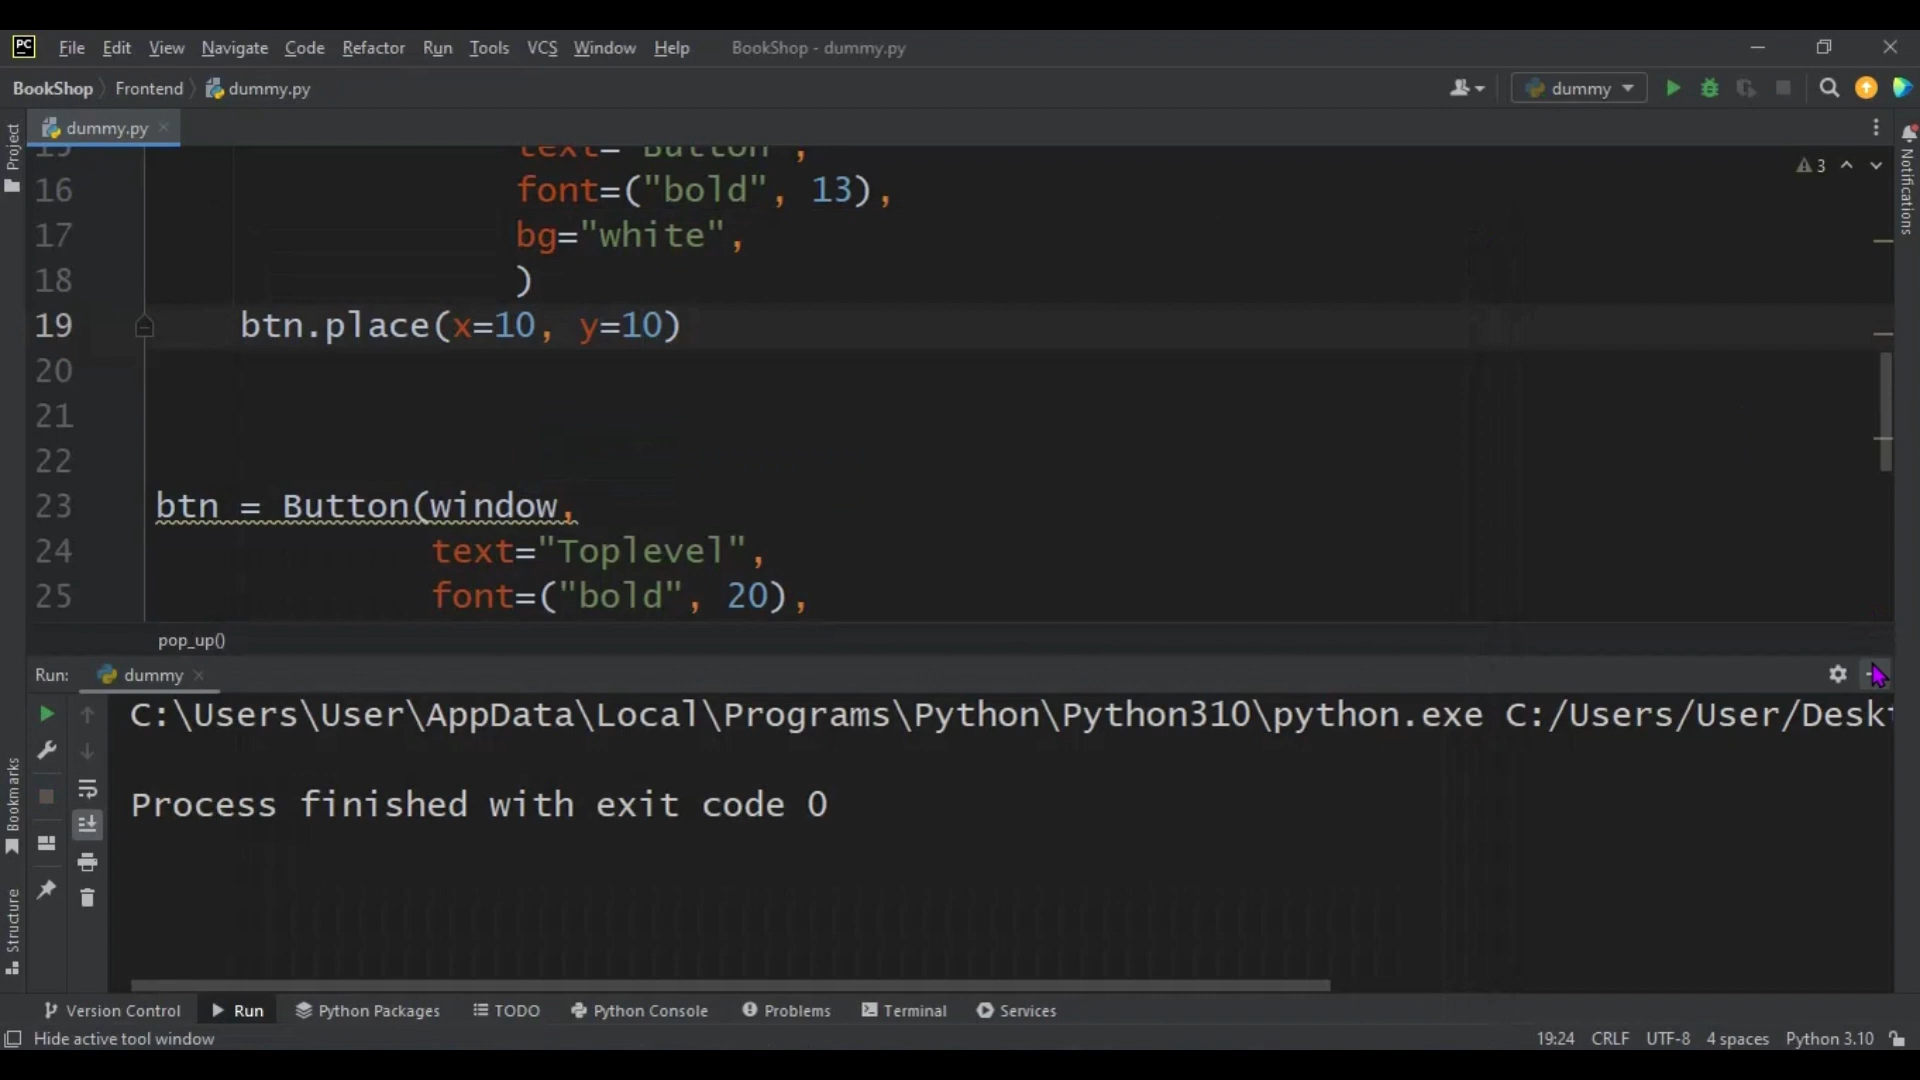 PC File Edit View Navigate Code Refactor Run Tools VCS Window Help BookShop - dummy.py
BookShop Frontend dummy.py dummy
dummy.py
Project
Notifications
3
15 text="Button",
16 font=("bold", 13),
17 bg="white",
18 )
19 btn.place(x=10, y=10)
20
21
22
23 btn = Button(window,
24 text="Toplevel",
25 font=("bold", 20),
pop_up()
Run: dummy
C:\Users\User\AppData\Local\Programs\Python\Python310\python.exe C:/Users/User/Deskt
Process finished with exit code 0
Bookmarks
Structure
Version Control Run Python Packages TODO Python Console Problems Terminal Services
Hide active tool window 19:24 CRLF UTF-8 4 spaces Python 3.10